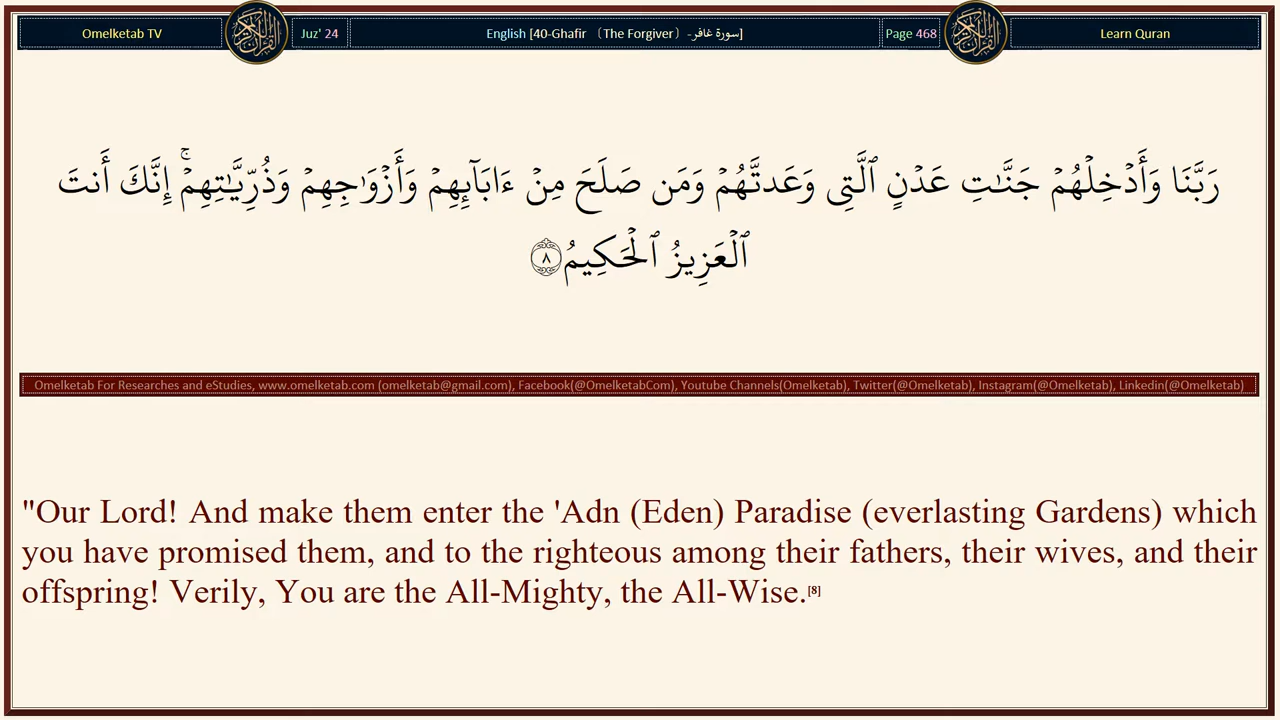 Omelketab TV
Juz' 24
English [40-Ghafir （The Forgiver）-سورة غافر]
Page 468
Learn Quran
رَبَّنَا وَأَدْخِلْهُمْ جَنَّـٰتِ عَدْنٍ ٱلَّتِى وَعَدتَّهُمْ وَمَن صَلَحَ مِنْ ءَابَآئِهِمْ وَأَزْوَٰجِهِمْ وَذُرِّيَّـٰتِهِمْ ۚ إِنَّكَ أَنتَ
ٱلْعَزِيزُ ٱلْحَكِيمُ ٨
Omelketab For Researches and eStudies, www.omelketab.com (omelketab@gmail.com), Facebook(@OmelketabCom), Youtube Channels(Omelketab), Twitter(@Omelketab), Instagram(@Omelketab), Linkedin(@Omelketab)
"Our Lord! And make them enter the 'Adn (Eden) Paradise (everlasting Gardens) which
you have promised them, and to the righteous among their fathers, their wives, and their
offspring! Verily, You are the All-Mighty, the All-Wise.[8]